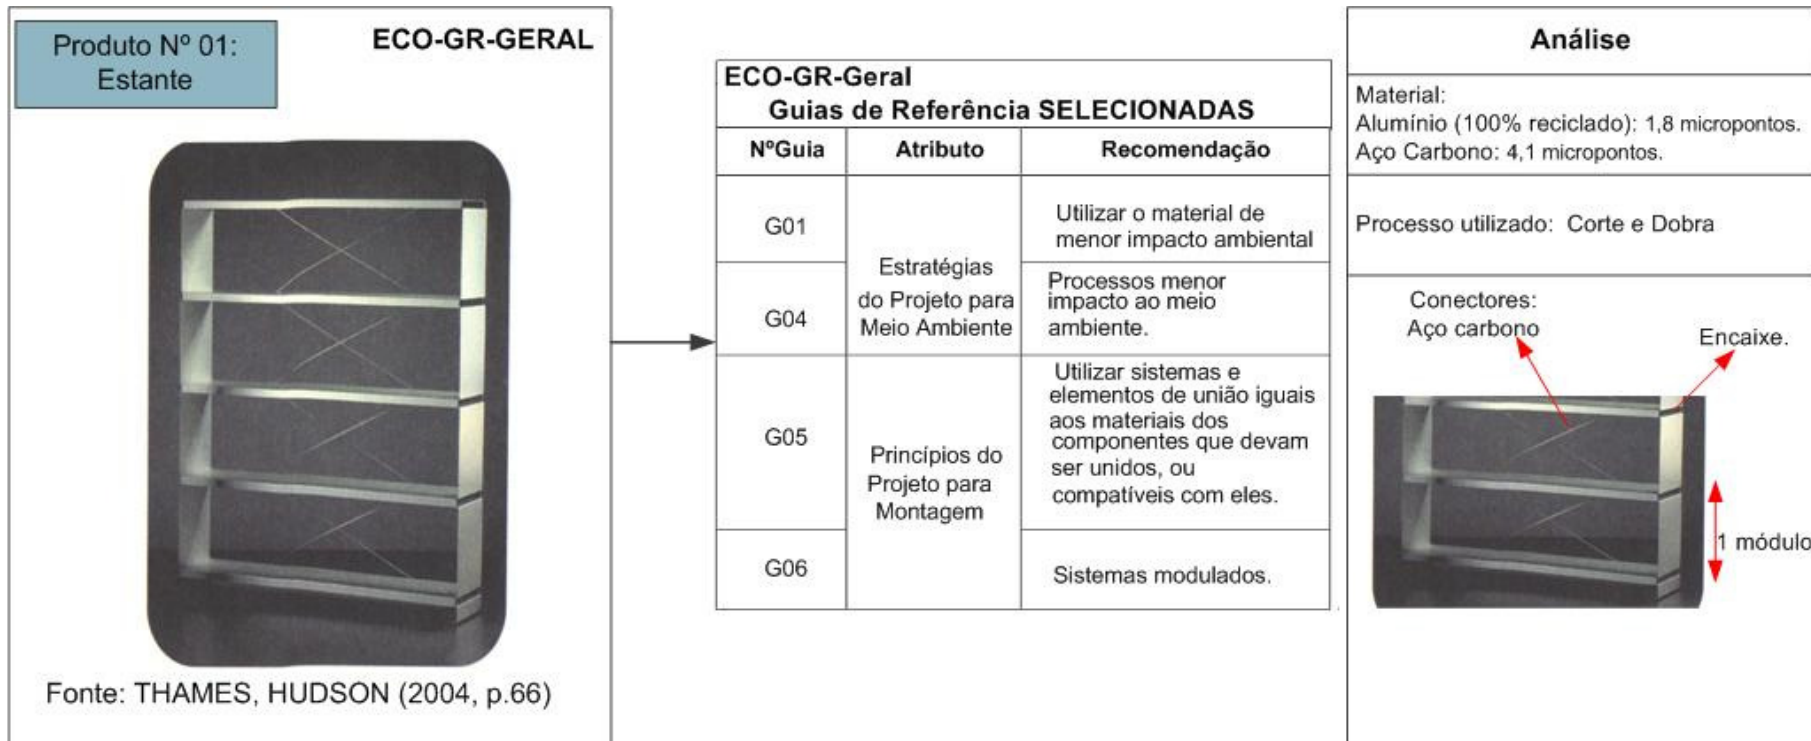 Produto Nº 01:
Estante
ECO-GR-GERAL
Fonte: THAMES, HUDSON (2004, p.66)
ECO-GR-Geral
Guias de Referência SELECIONADAS
NºGuia
Atributo
Recomendação
G01
Estratégias
do Projeto para
Meio Ambiente
Utilizar o material de
menor impacto ambiental
G04
Processos menor
impacto ao meio
ambiente.
G05
Princípios do
Projeto para
Montagem
Utilizar sistemas e
elementos de união iguais
aos materiais dos
componentes que devam
ser unidos, ou
compatíveis com eles.
G06
Sistemas modulados.
Análise
Material:
Alumínio (100% reciclado): 1,8 micropontos.
Aço Carbono: 4,1 micropontos.
Processo utilizado: Corte e Dobra
Conectores:
Aço carbono
Encaixe.
1 módulo